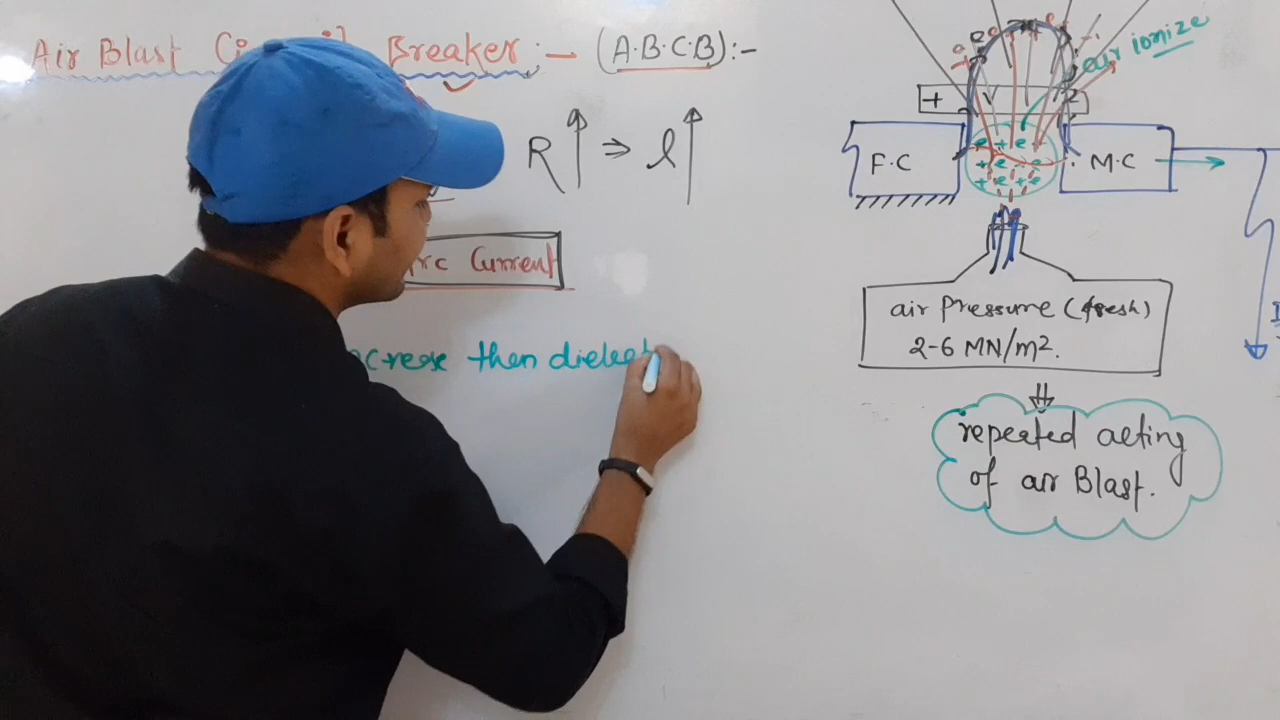 Air Blast Breaker :- (A.B.C.B) :-
R ⇒ l
Arc Current
increase then dielect
air ionize
+
F.C
M.C
air Pressure (fresh)
2-6 MN/m².
repeated acting
of air Blast.